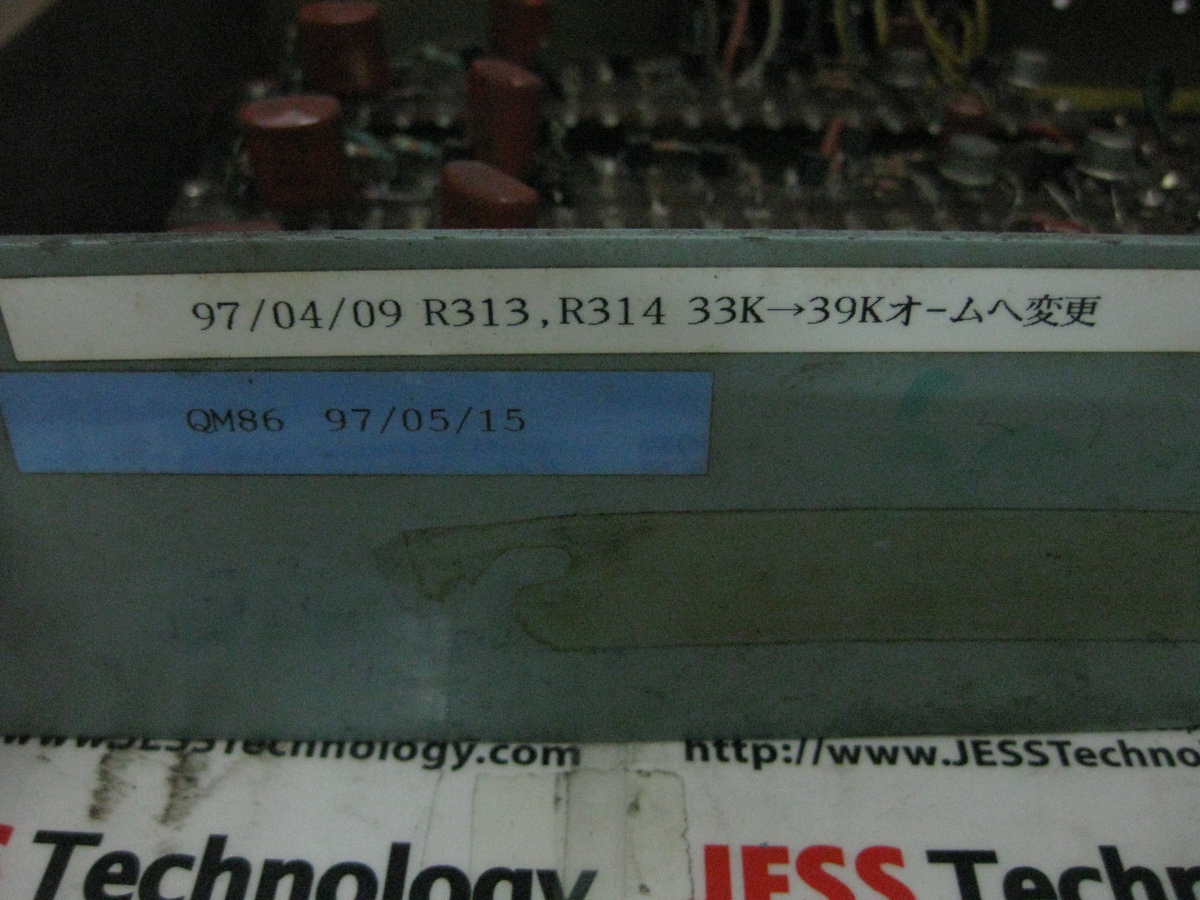 97/04/09 R313,R314 33K→39Kオームへ変更
QM86 97/05/15
www.JESSTechnology.com http://www.JESSTechno
Technology JESS Techn